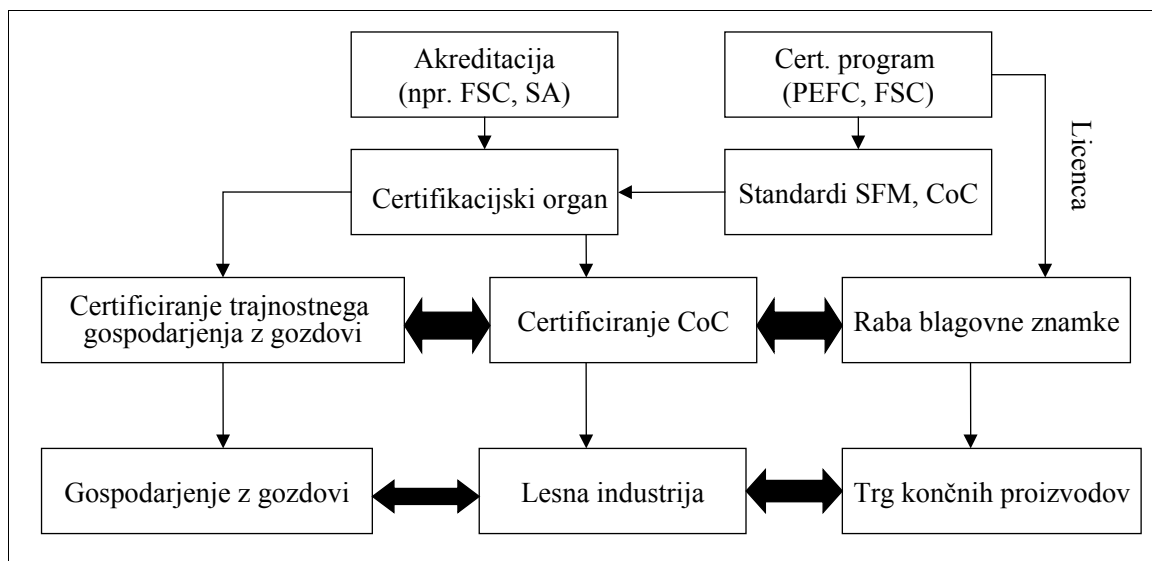 Akreditacija
(npr. FSC, SA)
Cert. program
(PEFC, FSC)
Licenca
Certifikacijski organ
Standardi SFM, CoC
Certificiranje trajnostnega
gospodarjenja z gozdovi
Certificiranje CoC
Raba blagovne znamke
Gospodarjenje z gozdovi
Lesna industrija
Trg končnih proizvodov